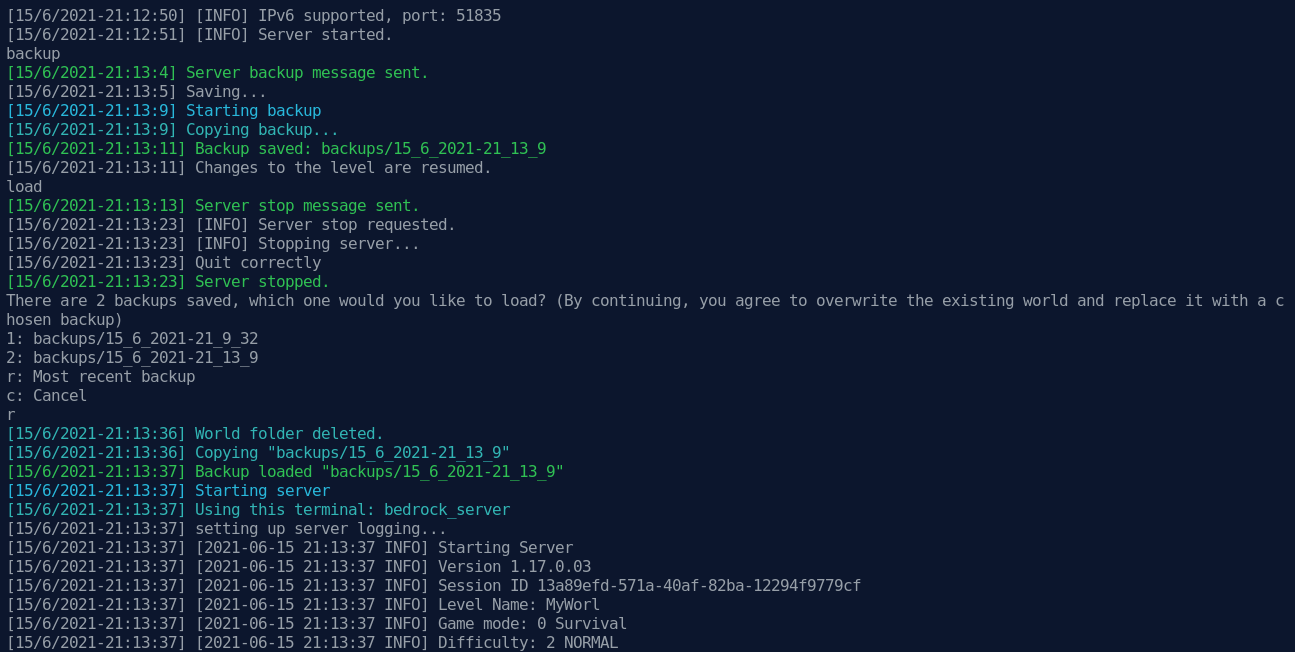 [15/6/2021-21:12:50] [INFO] IPv6 supported, port: 51835
[15/6/2021-21:12:51] [INFO] Server started.
backup
[15/6/2021-21:13:4] Server backup message sent.
[15/6/2021-21:13:5] Saving...
[15/6/2021-21:13:9] Starting backup
[15/6/2021-21:13:9] Copying backup...
[15/6/2021-21:13:11] Backup saved: backups/15_6_2021-21_13_9
[15/6/2021-21:13:11] Changes to the level are resumed.
load
[15/6/2021-21:13:13] Server stop message sent.
[15/6/2021-21:13:23] [INFO] Server stop requested.
[15/6/2021-21:13:23] [INFO] Stopping server...
[15/6/2021-21:13:23] Quit correctly
[15/6/2021-21:13:23] Server stopped.
There are 2 backups saved, which one would you like to load? (By continuing, you agree to overwrite the existing world and replace it with a c
hosen backup)
1: backups/15_6_2021-21_9_32
2: backups/15_6_2021-21_13_9
r: Most recent backup
c: Cancel
r
[15/6/2021-21:13:36] World folder deleted.
[15/6/2021-21:13:36] Copying "backups/15_6_2021-21_13_9"
[15/6/2021-21:13:37] Backup loaded "backups/15_6_2021-21_13_9"
[15/6/2021-21:13:37] Starting server
[15/6/2021-21:13:37] Using this terminal: bedrock_server
[15/6/2021-21:13:37] setting up server logging...
[15/6/2021-21:13:37] [2021-06-15 21:13:37 INFO] Starting Server
[15/6/2021-21:13:37] [2021-06-15 21:13:37 INFO] Version 1.17.0.03
[15/6/2021-21:13:37] [2021-06-15 21:13:37 INFO] Session ID 13a89efd-571a-40af-82ba-12294f9779cf
[15/6/2021-21:13:37] [2021-06-15 21:13:37 INFO] Level Name: MyWorl
[15/6/2021-21:13:37] [2021-06-15 21:13:37 INFO] Game mode: 0 Survival
[15/6/2021-21:13:37] [2021-06-15 21:13:37 INFO] Difficulty: 2 NORMAL